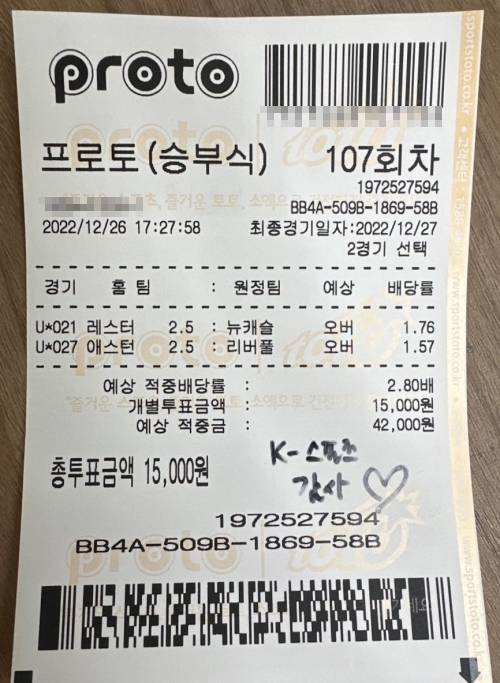 proto
프로토(승부식) 107회차
1972527594
BB4A-509B-1869-58B
2022/12/26 17:27:58 최종경기일자:2022/12/27
2경기 선택
경기 홈팀 : 원정팀 예상 배당률
U*021 레스터 2.5 : 뉴캐슬 오버 1.76
U*027 애스턴 2.5 : 리버풀 오버 1.57
예상 적중배당률 : 2.80배
개별투표금액 : 15,000원
예상 적중금 : 42,000원
K-스포츠
감사♡
총투표금액 15,000원
1972527594
BB4A-509B-1869-58B
www.sportstoto.co.kr